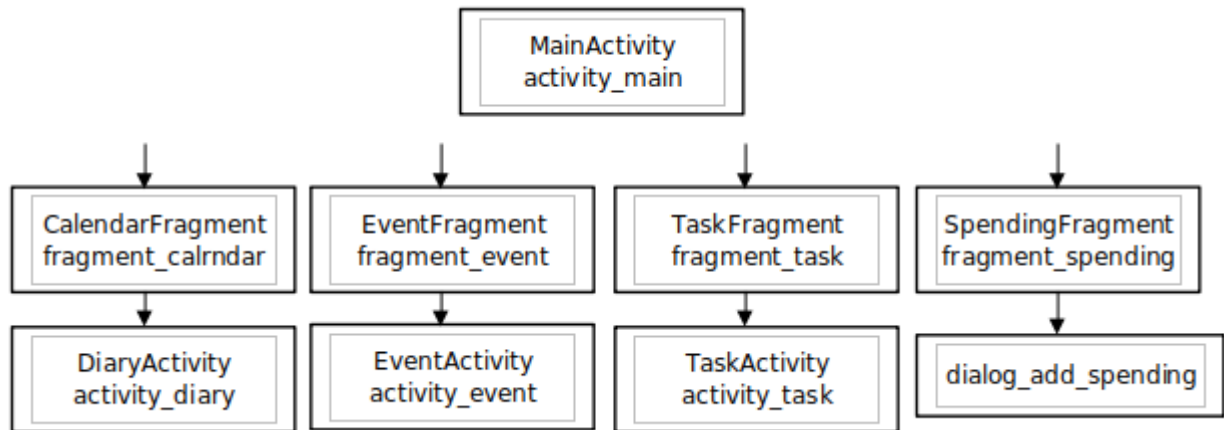 MainActivity
activity_main
CalendarFragment
fragment_calrndar
EventFragment
fragment_event
TaskFragment
fragment_task
SpendingFragment
fragment_spending
DiaryActivity
activity_diary
EventActivity
activity_event
TaskActivity
activity_task
dialog_add_spending